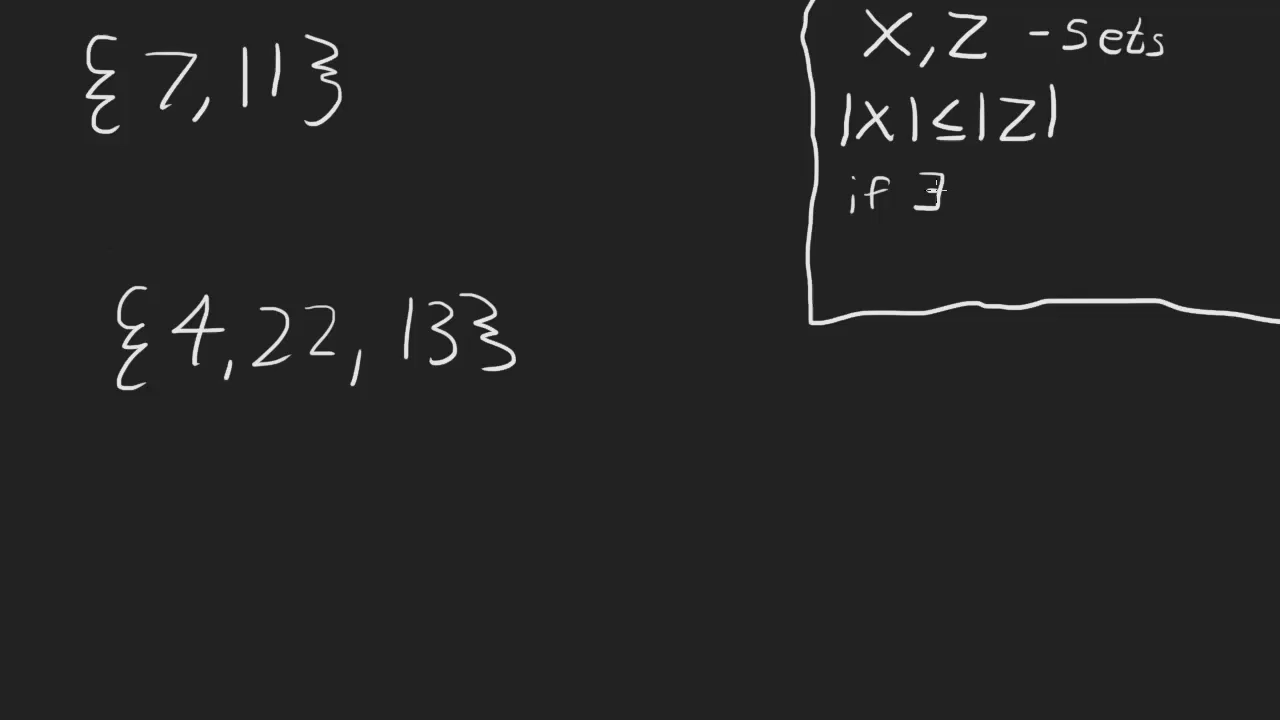 {7, 11}
X, Z - Sets
|X| ≤ |Z|
if ∃
{4, 22, 13}